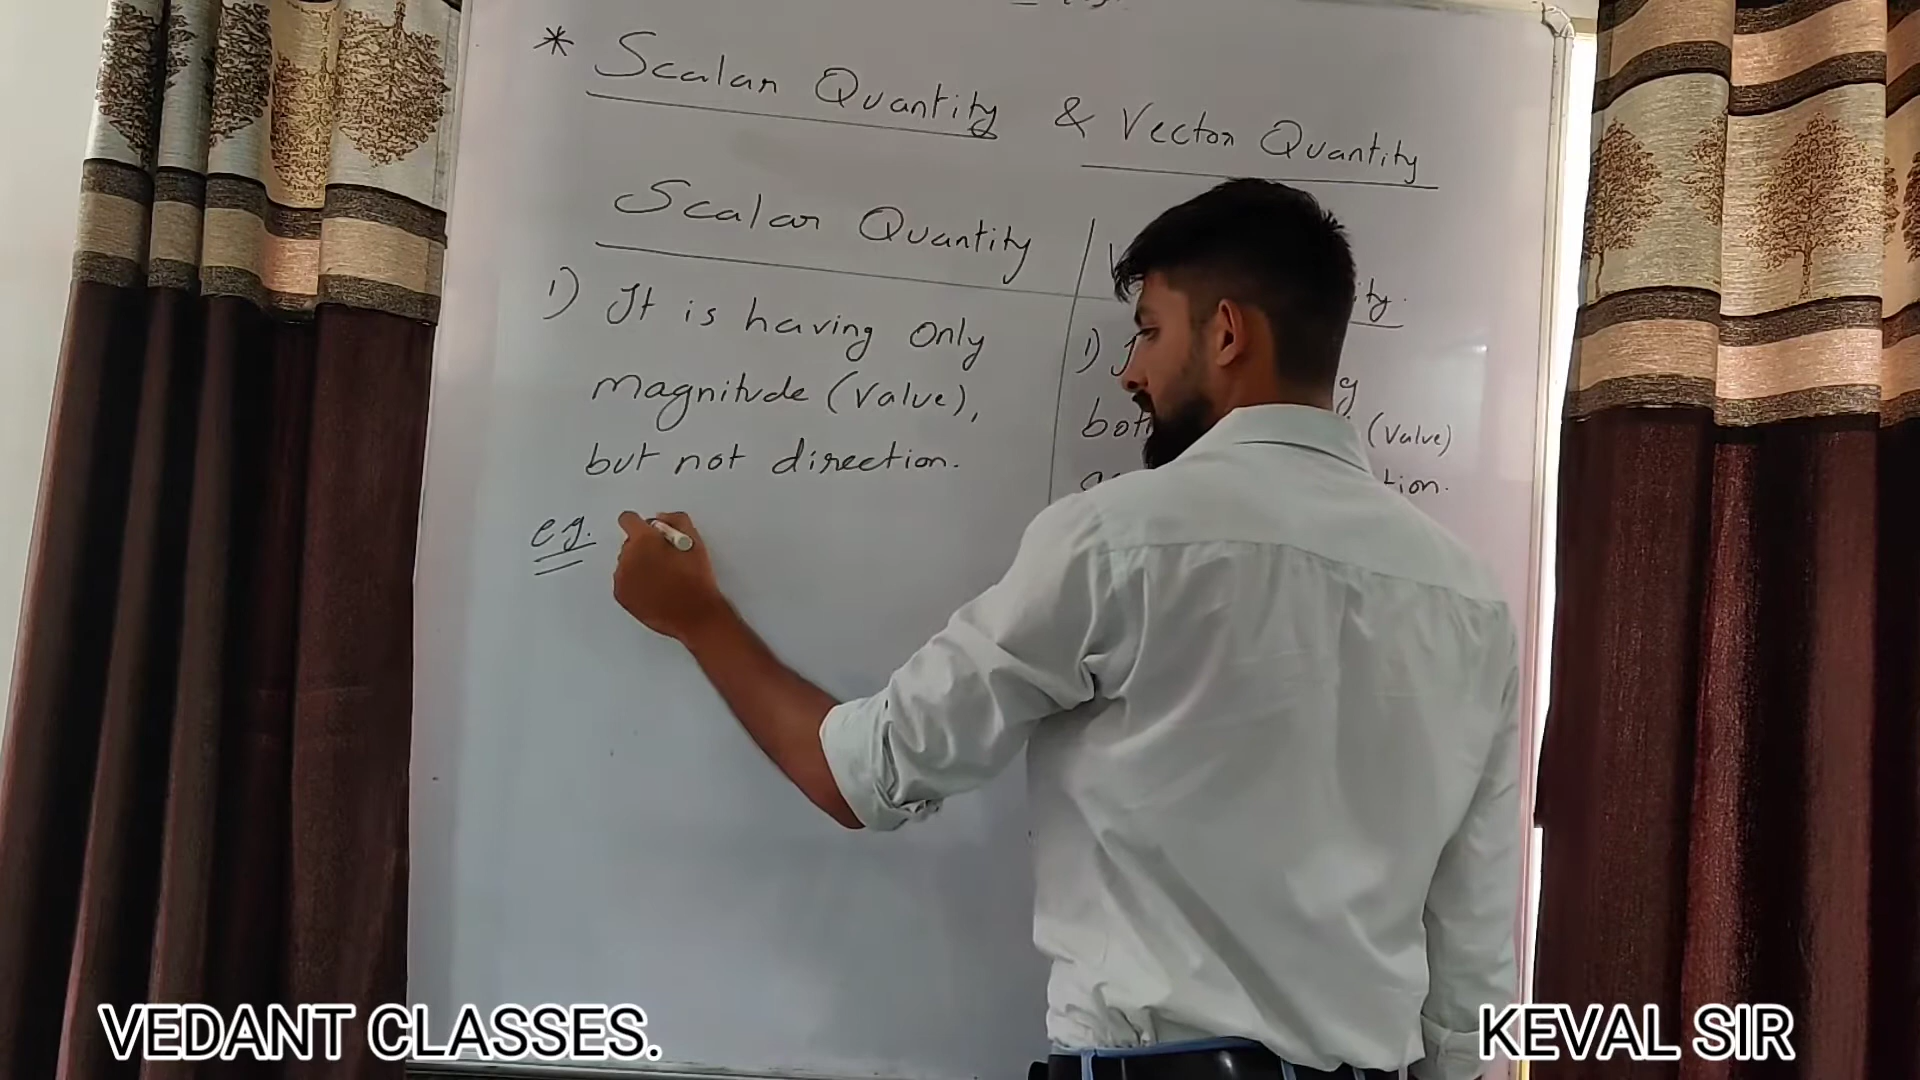 * Scalar Quantity & Vector Quantity
Scalar Quantity
1) It is having only
magnitude (value),
but not direction.
e.g.
1)
(value)
VEDANT CLASSES.
KEVAL SIR